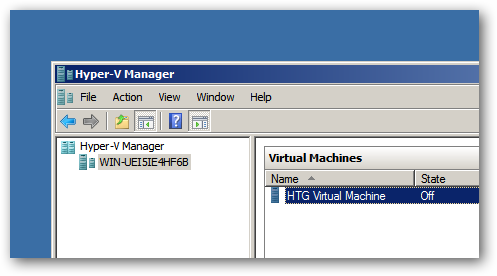 Hyper-V Manager
File Action View Window Help
Hyper-V Manager
WIN-UEI5IE4HF6B
Virtual Machines
Name State
HTG Virtual Machine Off